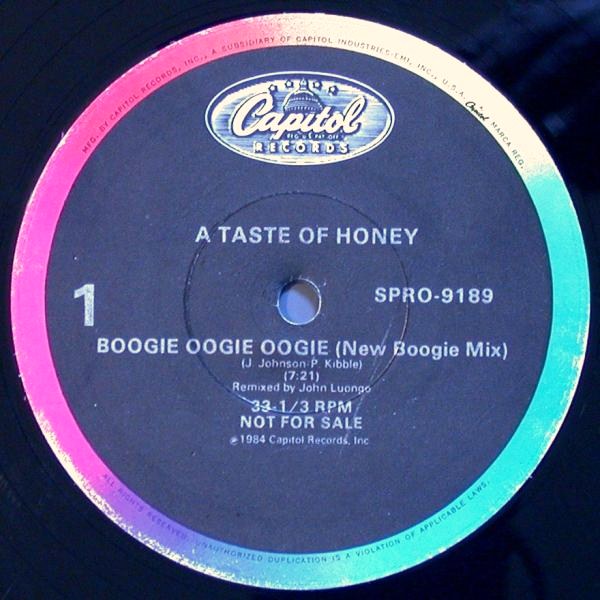 MFG. BY CAPITOL RECORDS, INC., A SUBSIDIARY OF CAPITOL INDUSTRIES-EMI, INC., U.S.A. Capitol MARCA REG.
Capitol
REG. U.S. PAT. OFF.
RECORDS
A TASTE OF HONEY
1
SPRO-9189
BOOGIE OOGIE OOGIE (New Boogie Mix)
(J. Johnson-P. Kibble)
(7:21)
Remixed by John Luongo
33-1/3 RPM
NOT FOR SALE
℗1984 Capitol Records, Inc
ALL RIGHTS RESERVED. UNAUTHORIZED DUPLICATION IS A VIOLATION OF APPLICABLE LAWS.